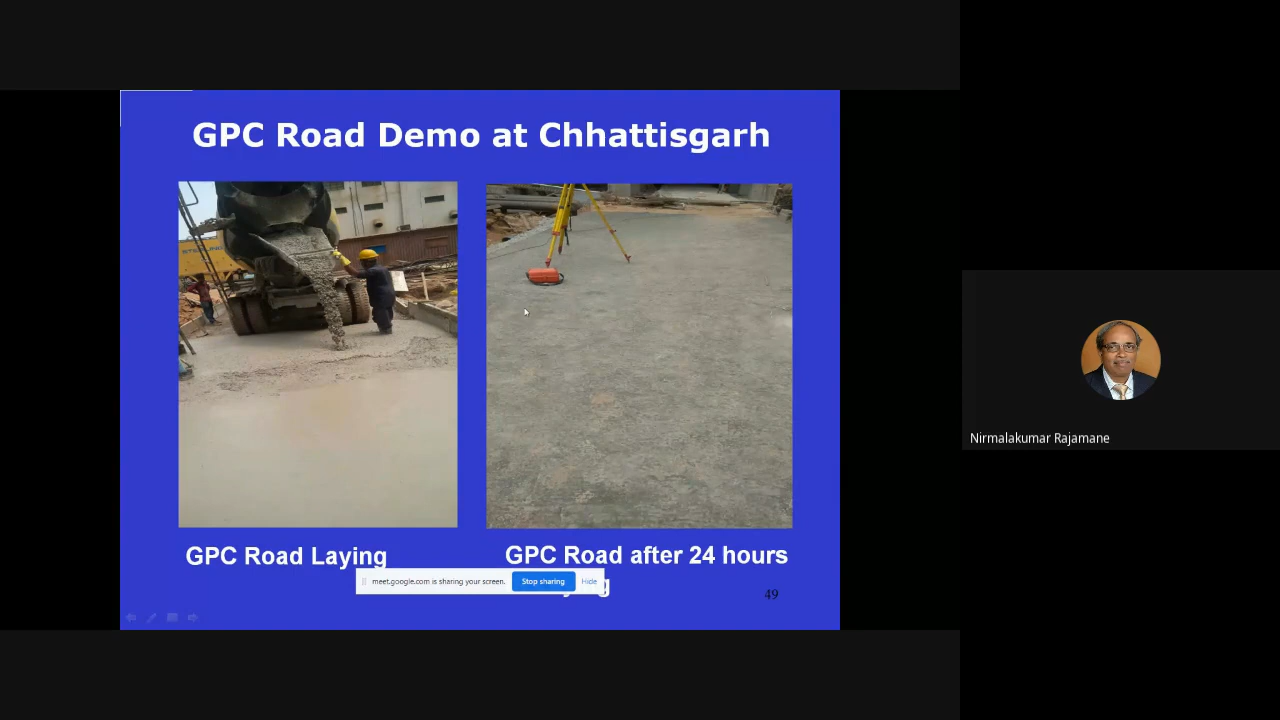 GPC Road Demo at Chhattisgarh
GPC Road Laying
GPC Road after 24 hours
meet.google.com is sharing your screen.
Stop sharing
Hide
49
Nirmalakumar Rajamane